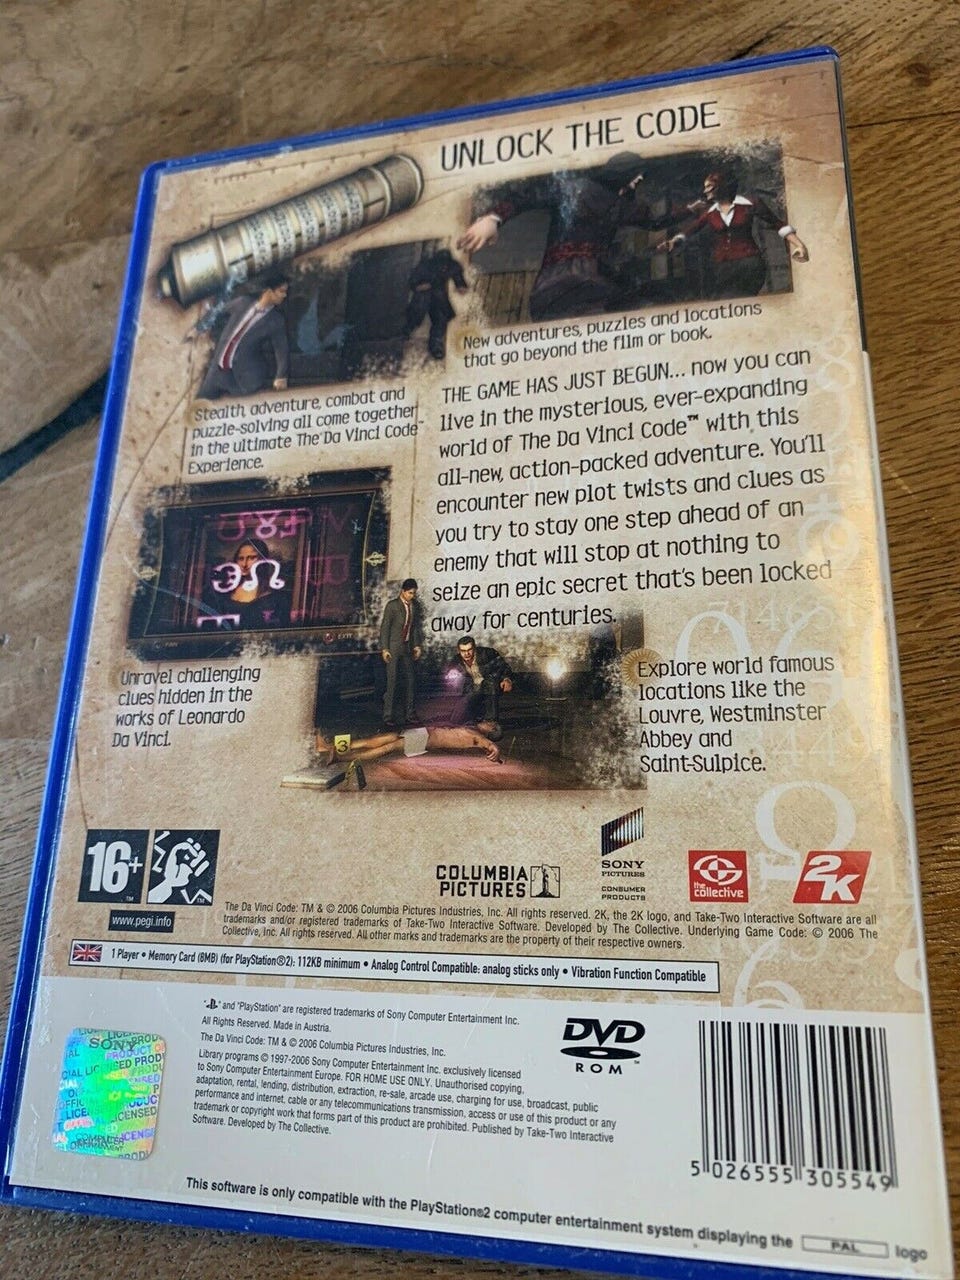 UNLOCK THE CODE
New adventures, puzzles and locations
that go beyond the film or book.
Stealth, adventure, combat and
puzzle-solving all come together
in the ultimate The Da Vinci Code™
Experience.
THE GAME HAS JUST BEGUN... now you can
live in the mysterious, ever-expanding
world of The Da Vinci Code™ with this
all-new, action-packed adventure. You'll
encounter new plot twists and clues as
you try to stay one step ahead of an
enemy that will stop at nothing to
seize an epic secret that's been locked
away for centuries.
EXIT
Unravel challenging
clues hidden in the
works of Leonardo
Da Vinci.
3
Explore world famous
locations like the
Louvre, Westminster
Abbey and
Saint-Sulpice.
16+
™
www.pegi.info
COLUMBIA
PICTURES
SONY
PICTURES
CONSUMER
PRODUCTS
the
collective
2K
The Da Vinci Code: TM & © 2006 Columbia Pictures Industries, Inc. All rights reserved. 2K, the 2K logo, and Take-Two Interactive Software are all
trademarks and/or registered trademarks of Take-Two Interactive Software. Developed by The Collective. Underlying Game Code: © 2006 The
Collective, Inc. All rights reserved. All other marks and trademarks are the property of their respective owners.
1 Player • Memory Card (8MB) (for PlayStation®2): 112KB minimum • Analog Control Compatible: analog sticks only • Vibration Function Compatible
" " and "PlayStation" are registered trademarks of Sony Computer Entertainment Inc.
All Rights Reserved. Made in Austria.
The Da Vinci Code: TM & © 2006 Columbia Pictures Industries, Inc.
Library programs © 1997-2006 Sony Computer Entertainment Inc. exclusively licensed
to Sony Computer Entertainment Europe. FOR HOME USE ONLY. Unauthorised copying,
adaptation, rental, lending, distribution, extraction, re-sale, arcade use, charging for use, broadcast, public
performance and internet, cable or any telecommunications transmission, access or use of this product or any
trademark or copyright work that forms part of this product are prohibited. Published by Take-Two Interactive
Software. Developed by The Collective.
DVD
ROM
SONY
5 026555 305549
This software is only compatible with the PlayStation®2 computer entertainment system displaying the PAL logo